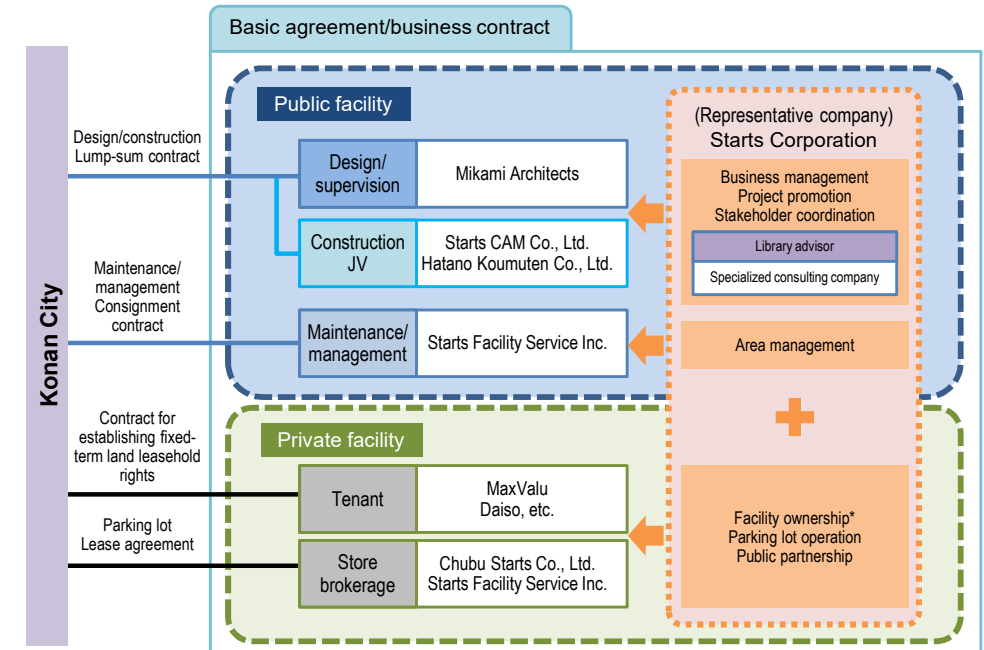 Basic agreement/business contract
Konan City
Design/construction
Lump-sum contract
Maintenance/
management
Consignment
contract
Contract for
establishing fixed-
term land leasehold
rights
Parking lot
Lease agreement
Public facility
Design/
supervision
Mikami Architects
Construction
JV
Starts CAM Co., Ltd.
Hatano Koumuten Co., Ltd.
Maintenance/
management
Starts Facility Service Inc.
Private facility
Tenant
MaxValu
Daiso, etc.
Store
brokerage
Chubu Starts Co., Ltd.
Starts Facility Service Inc.
(Representative company)
Starts Corporation
Business management
Project promotion
Stakeholder coordination
Library advisor
Specialized consulting company
Area management
Facility ownership*
Parking lot operation
Public partnership